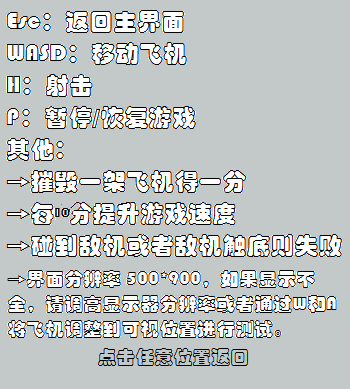 Esc：返回主界面
WASD：移动飞机
H：射击
P：暂停/恢复游戏
其他：
→摧毁一架飞机得一分
→每10分提升游戏速度
→碰到敌机或者敌机触底则失败
→界面分辨率 500*900，如果显示不
全，请调高显示器分辨率或者通过W和A
将飞机调整到可视位置进行测试。
点击任意位置返回